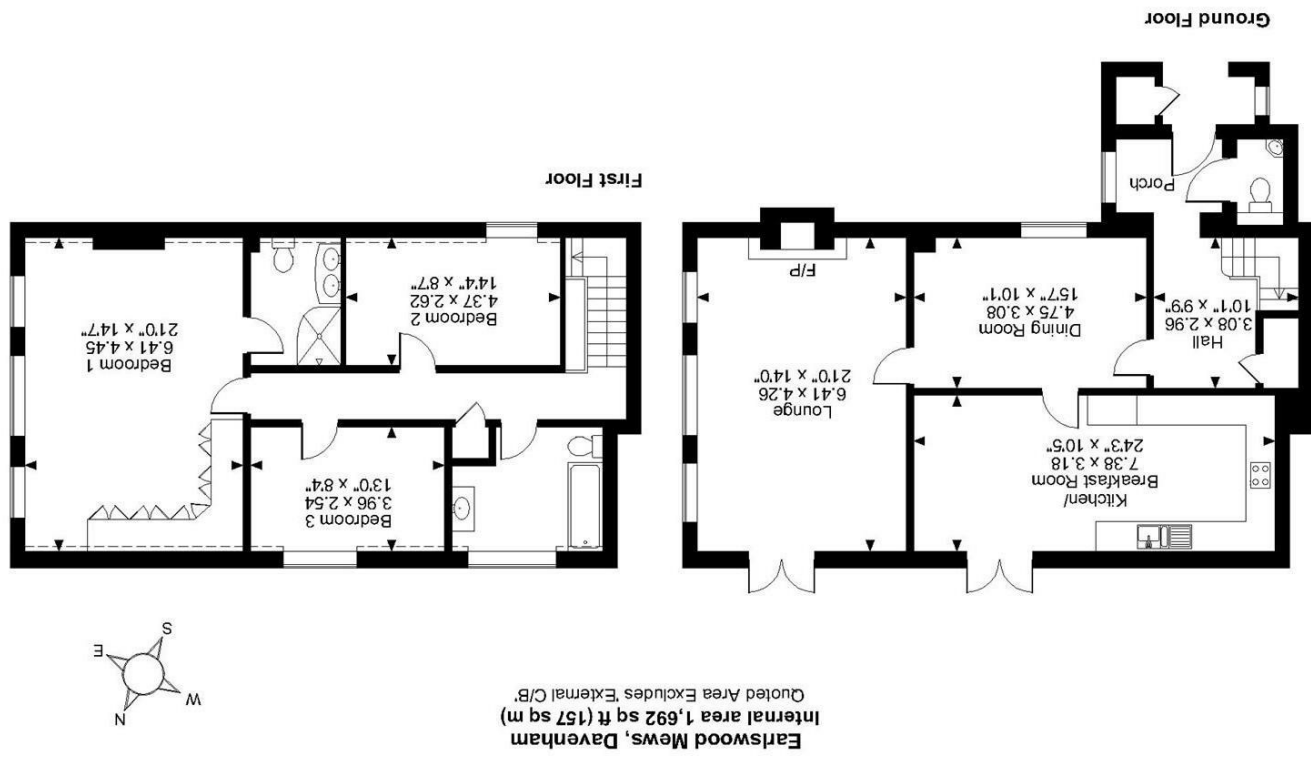 Earlswood Mews, Davenham
Internal area 1,692 sq ft (157 sq m)
Quoted Area Excludes 'External C/B'
N
W
E
S
Kitchen/
Breakfast Room
7.38 x 3.18
24'3" x 10'5"
Lounge
6.41 x 4.26
21'0" x 14'0"
Hall
3.08 x 2.96
10'1" x 9'9"
Dining Room
4.75 x 3.08
15'7" x 10'1"
F/P
Porch
Ground Floor
Bedroom 3
3.96 x 2.54
13'0" x 8'4"
Bedroom 1
6.41 x 4.45
21'0" x 14'7"
Bedroom 2
4.37 x 2.62
14'4" x 8'7"
First Floor